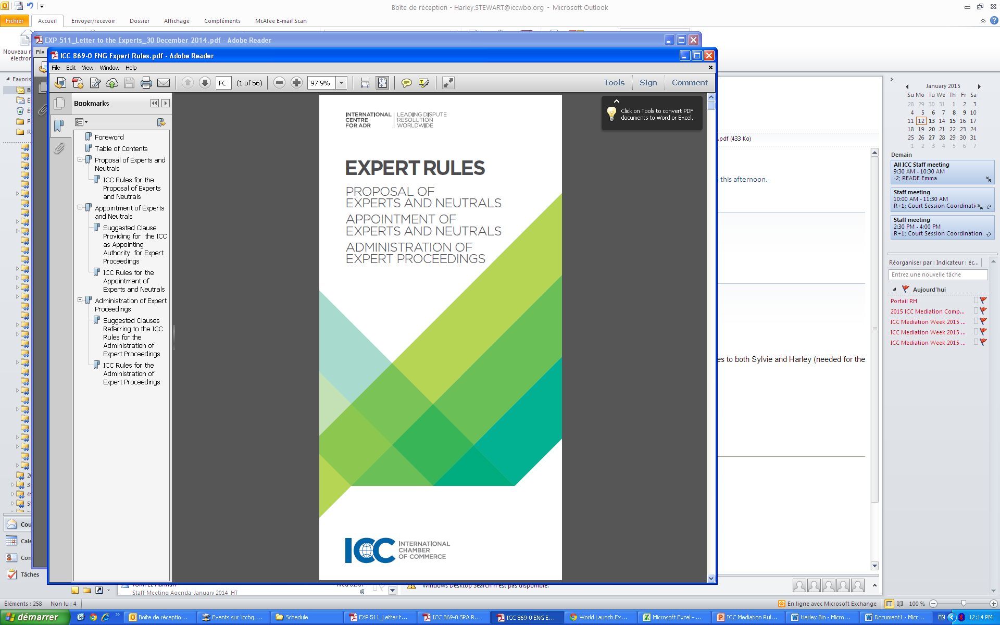 Boîte de réception - Harley.STEWART@iccwbo.org - Microsoft Outlook
Fichier Accueil Envoyer/recevoir Dossier Affichage Compléments McAfee E-mail Scan
EXP 511_Letter to the Experts_30 December 2014.pdf - Adobe Reader
Nouveau
électron
File
ICC 869-0 ENG Expert Rules.pdf - Adobe Reader
File Edit View Window Help
FC (1 of 56) 97.9% Tools Sign Comment
Favoris
Bookmarks
Foreword
Table of Contents
Proposal of Experts and
Neutrals
ICC Rules for the
Proposal of Experts
and Neutrals
Appointment of Experts
and Neutrals
Suggested Clause
Providing for the ICC
as Appointing
Authority for Expert
Proceedings
ICC Rules for the
Appointment of
Experts and Neutrals
Administration of Expert
Proceedings
Suggested Clauses
Referring to the ICC
Rules for the
Administration of
Expert Proceedings
ICC Rules for the
Administration of
Expert Proceedings
INTERNATIONAL
CENTRE
FOR ADR
LEADING DISPUTE
RESOLUTION
WORLDWIDE
EXPERT RULES
PROPOSAL OF
EXPERTS AND NEUTRALS
APPOINTMENT OF
EXPERTS AND NEUTRALS
ADMINISTRATION OF
EXPERT PROCEEDINGS
ICC
INTERNATIONAL
CHAMBER
OF COMMERCE
Click on Tools to convert PDF
documents to Word or Excel.
.pdf (433 Ko)
this afternoon.
es to both Sylvie and Harley (needed for the
January 2015
Su Mo Tu We Th Fr Sa
28 29 30 31 1 2 3
4 5 6 7 8 9 10
11 12 13 14 15 16 17
18 19 20 21 22 23 24
25 26 27 28 29 30 31
1 2 3 4 5 6 7
Demain
All ICC Staff meeting
9:30 AM - 10:30 AM
-2; READE Emma
Staff meeting
10:00 AM - 11:30 AM
R+1; Court Session Coordinati
Staff meeting
2:30 PM - 4:00 PM
R+1; Court Session Coordination
Réorganiser par : Indicateur : éc...
Entrez une nouvelle tâche
Aujourd'hui
Portail RH
2015 ICC Mediation Comp...
ICC Mediation Week 2015 ...
ICC Mediation Week 2015 ...
ICC Mediation Week 2015 ...
Cou
Cale
Con
Tâches
Staff Meeting Agenda January 2014 HT
Windows Desktop Search n'est pas disponible.
Éléments : 258 Non lu : 4 En ligne avec Microsoft Exchange 100 %
démarrer Boîte de réceptio... Events sur 'icchq.... Schedule EXP 511_Letter t... ICC 869-0 SPA R... ICC 869-0 ENG E... World Launch Ex... Microsoft Excel - ... ICC Mediation Rul... Harley Bio - Micro... Document1 - Micr... EN 12:14 PM